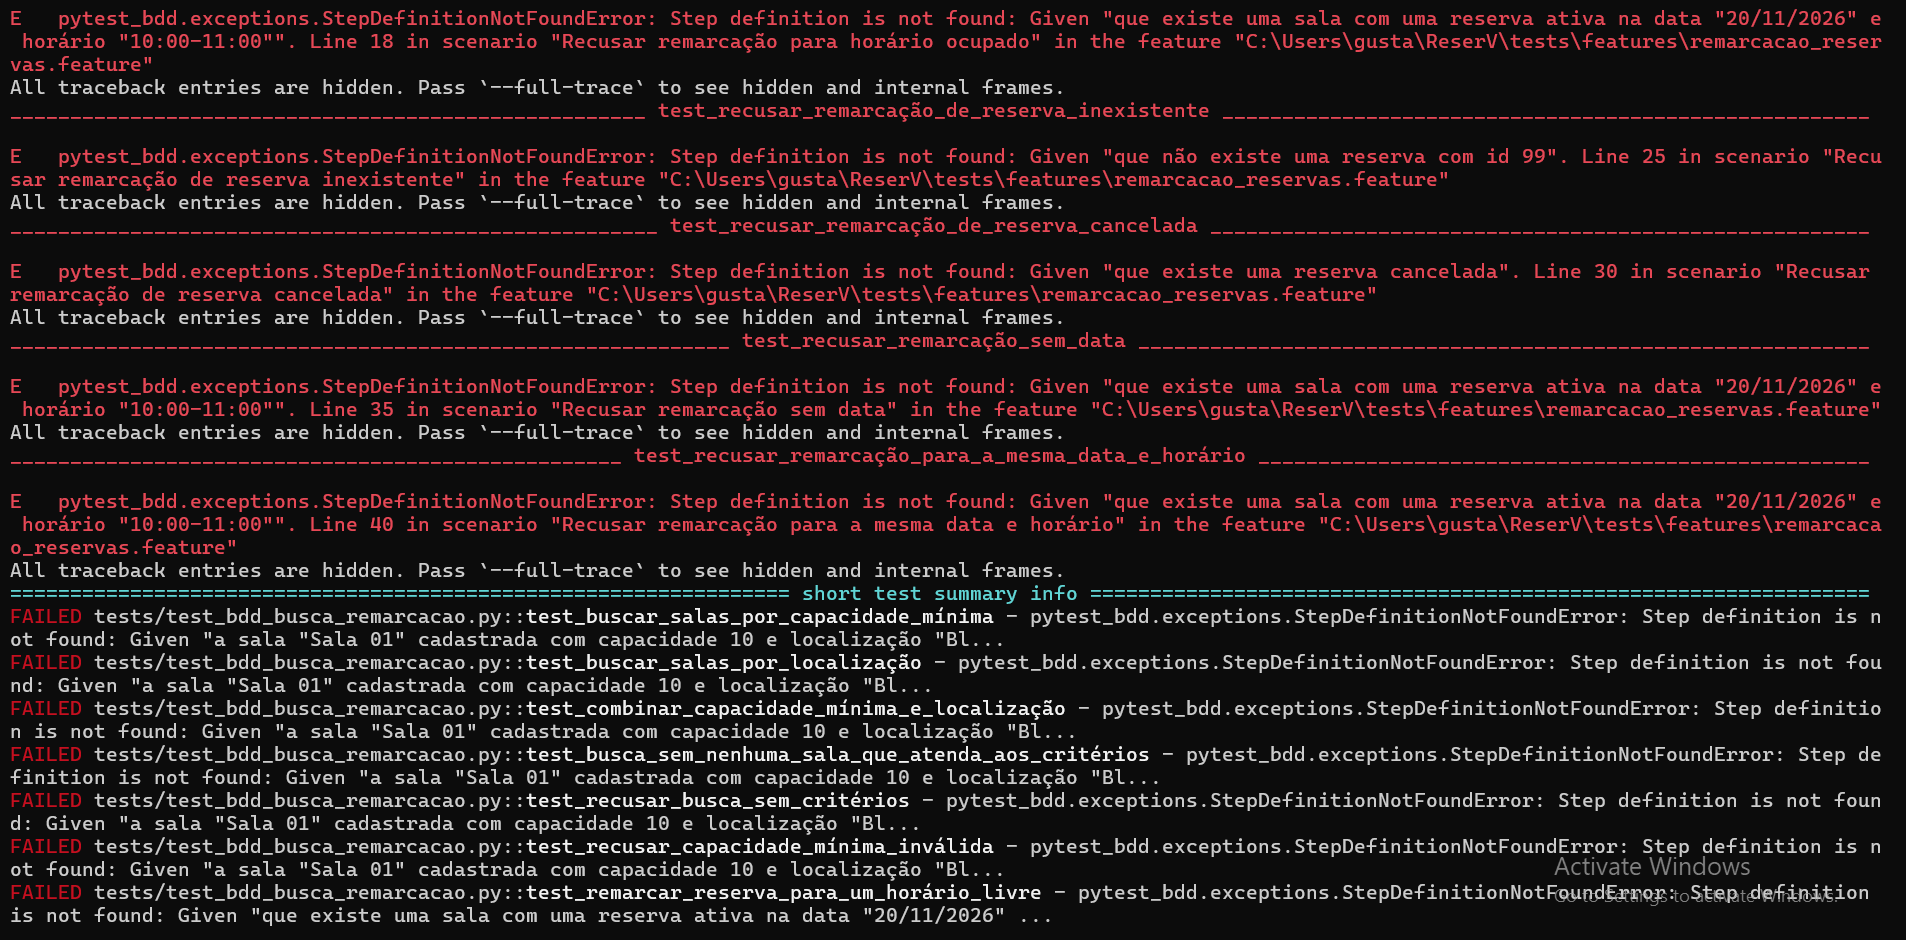 E   pytest_bdd.exceptions.StepDefinitionNotFoundError: Step definition is not found: Given "que existe uma sala com uma reserva ativa na data "20/11/2026" e
 horário "10:00-11:00"". Line 18 in scenario "Recusar remarcação para horário ocupado" in the feature "C:\Users\gusta\ReserV\tests\features\remarcacao_reser
vas.feature"
All traceback entries are hidden. Pass `--full-trace` to see hidden and internal frames.
_____________________________________________________ test_recusar_remarcação_de_reserva_inexistente ______________________________________________________
E   pytest_bdd.exceptions.StepDefinitionNotFoundError: Step definition is not found: Given "que não existe uma reserva com id 99". Line 25 in scenario "Recu
sar remarcação de reserva inexistente" in the feature "C:\Users\gusta\ReserV\tests\features\remarcacao_reservas.feature"
All traceback entries are hidden. Pass `--full-trace` to see hidden and internal frames.
______________________________________________________ test_recusar_remarcação_de_reserva_cancelada _______________________________________________________
E   pytest_bdd.exceptions.StepDefinitionNotFoundError: Step definition is not found: Given "que existe uma reserva cancelada". Line 30 in scenario "Recusar
remarcação de reserva cancelada" in the feature "C:\Users\gusta\ReserV\tests\features\remarcacao_reservas.feature"
All traceback entries are hidden. Pass `--full-trace` to see hidden and internal frames.
____________________________________________________________ test_recusar_remarcação_sem_data _____________________________________________________________
E   pytest_bdd.exceptions.StepDefinitionNotFoundError: Step definition is not found: Given "que existe uma sala com uma reserva ativa na data "20/11/2026" e
 horário "10:00-11:00"". Line 35 in scenario "Recusar remarcação sem data" in the feature "C:\Users\gusta\ReserV\tests\features\remarcacao_reservas.feature"
All traceback entries are hidden. Pass `--full-trace` to see hidden and internal frames.
___________________________________________________ test_recusar_remarcação_para_a_mesma_data_e_horário ___________________________________________________
E   pytest_bdd.exceptions.StepDefinitionNotFoundError: Step definition is not found: Given "que existe uma sala com uma reserva ativa na data "20/11/2026" e
 horário "10:00-11:00"". Line 40 in scenario "Recusar remarcação para a mesma data e horário" in the feature "C:\Users\gusta\ReserV\tests\features\remarcaca
o_reservas.feature"
All traceback entries are hidden. Pass `--full-trace` to see hidden and internal frames.
================================================================= short test summary info =================================================================
FAILED tests/test_bdd_busca_remarcacao.py::test_buscar_salas_por_capacidade_mínima - pytest_bdd.exceptions.StepDefinitionNotFoundError: Step definition is n
ot found: Given "a sala "Sala 01" cadastrada com capacidade 10 e localização "Bl...
FAILED tests/test_bdd_busca_remarcacao.py::test_buscar_salas_por_localização - pytest_bdd.exceptions.StepDefinitionNotFoundError: Step definition is not fou
nd: Given "a sala "Sala 01" cadastrada com capacidade 10 e localização "Bl...
FAILED tests/test_bdd_busca_remarcacao.py::test_combinar_capacidade_mínima_e_localização - pytest_bdd.exceptions.StepDefinitionNotFoundError: Step definitio
n is not found: Given "a sala "Sala 01" cadastrada com capacidade 10 e localização "Bl...
FAILED tests/test_bdd_busca_remarcacao.py::test_busca_sem_nenhuma_sala_que_atenda_aos_critérios - pytest_bdd.exceptions.StepDefinitionNotFoundError: Step de
finition is not found: Given "a sala "Sala 01" cadastrada com capacidade 10 e localização "Bl...
FAILED tests/test_bdd_busca_remarcacao.py::test_recusar_busca_sem_critérios - pytest_bdd.exceptions.StepDefinitionNotFoundError: Step definition is not foun
d: Given "a sala "Sala 01" cadastrada com capacidade 10 e localização "Bl...
FAILED tests/test_bdd_busca_remarcacao.py::test_recusar_capacidade_mínima_inválida - pytest_bdd.exceptions.StepDefinitionNotFoundError: Step definition is n
ot found: Given "a sala "Sala 01" cadastrada com capacidade 10 e localização "Bl...
Activate Windows
FAILED tests/test_bdd_busca_remarcacao.py::test_remarcar_reserva_para_um_horário_livre - pytest_bdd.exceptions.StepDefinitionNotFoundError: Step definition
Go to Settings to activate Windows.
is not found: Given "que existe uma sala com uma reserva ativa na data "20/11/2026" ...